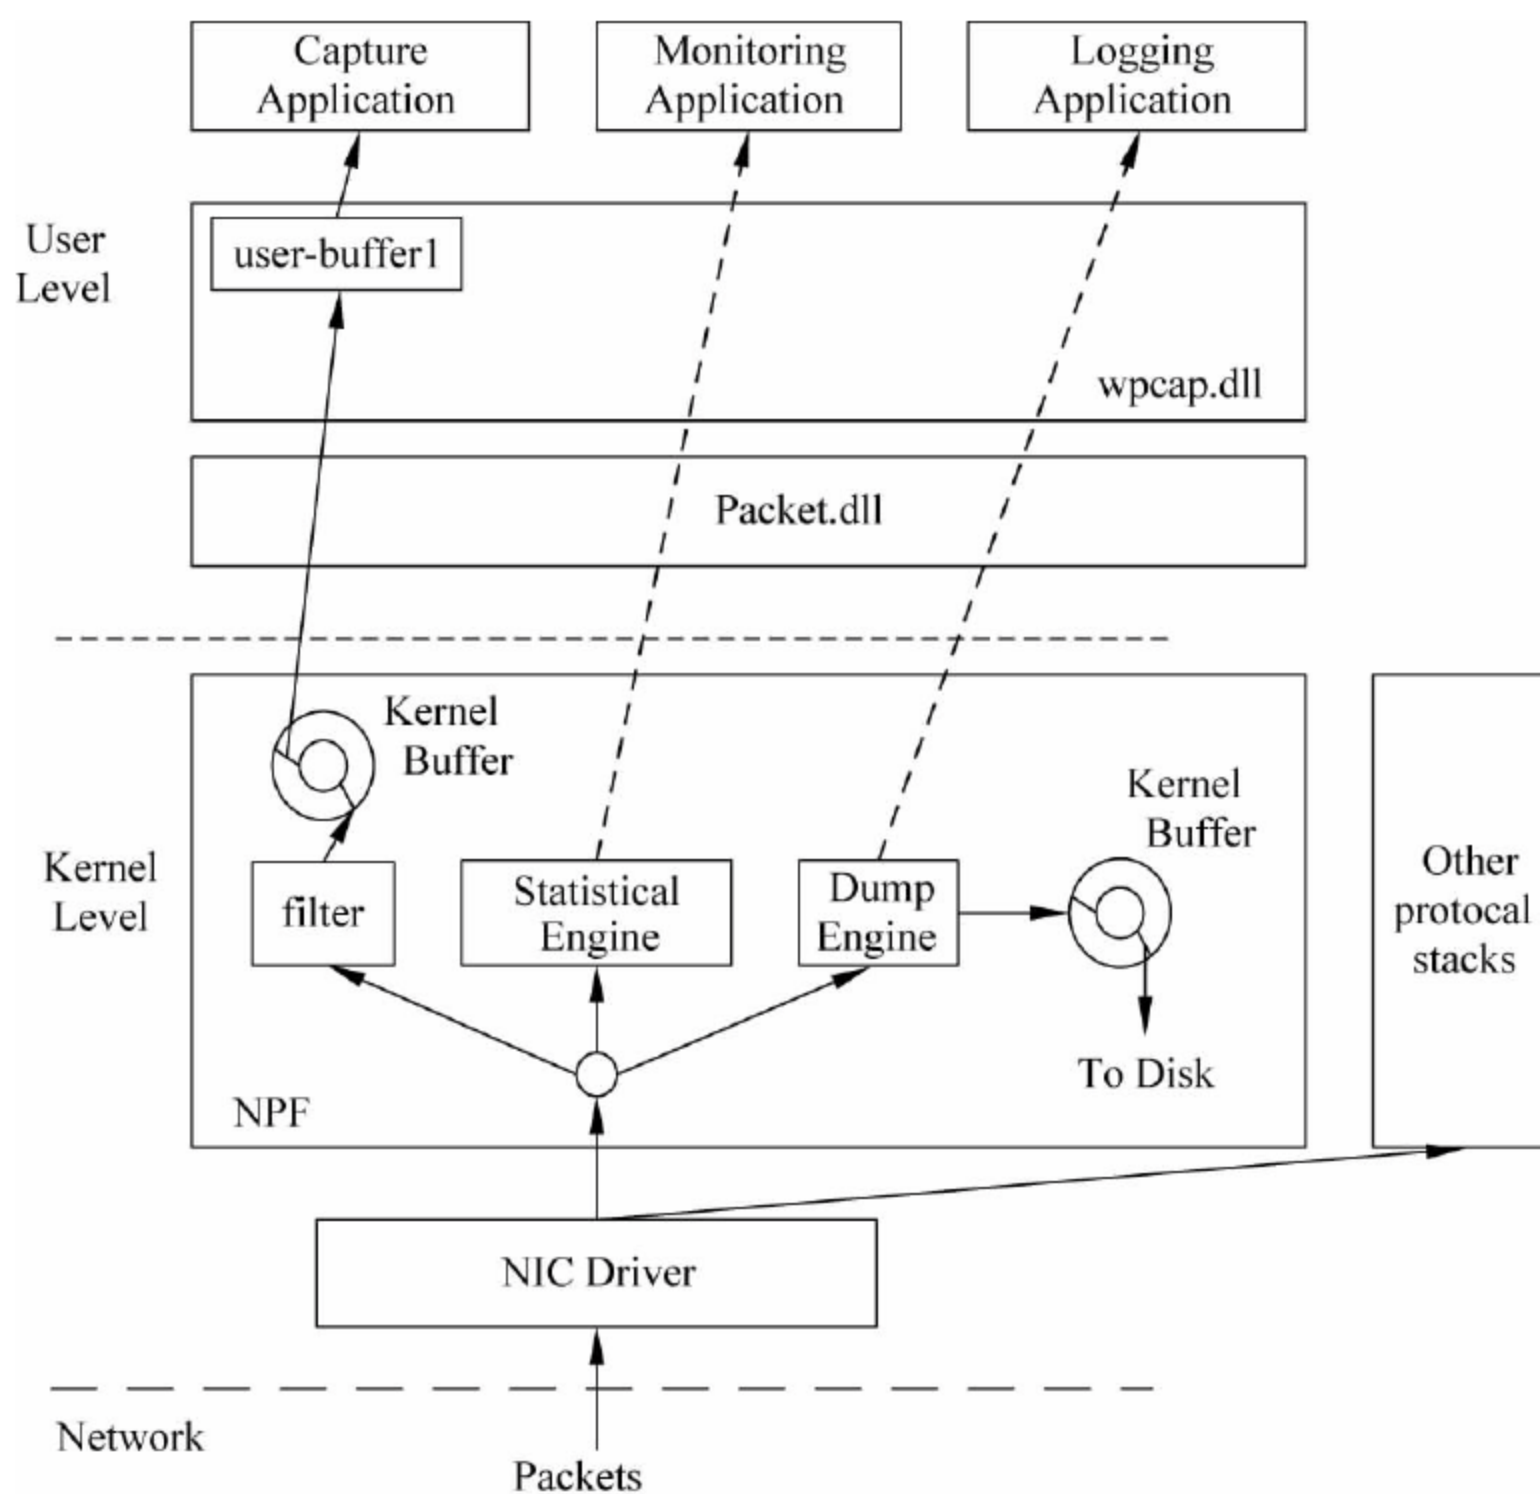 Capture
Application
Monitoring
Application
Logging
Application
User
Level
user-buffer1
wpcap.dll
Packet.dll
Kernel
Buffer
Kernel
Buffer
Kernel
Level
filter
Statistical
Engine
Dump
Engine
Other
protocal
stacks
To Disk
NPF
NIC Driver
Network
Packets